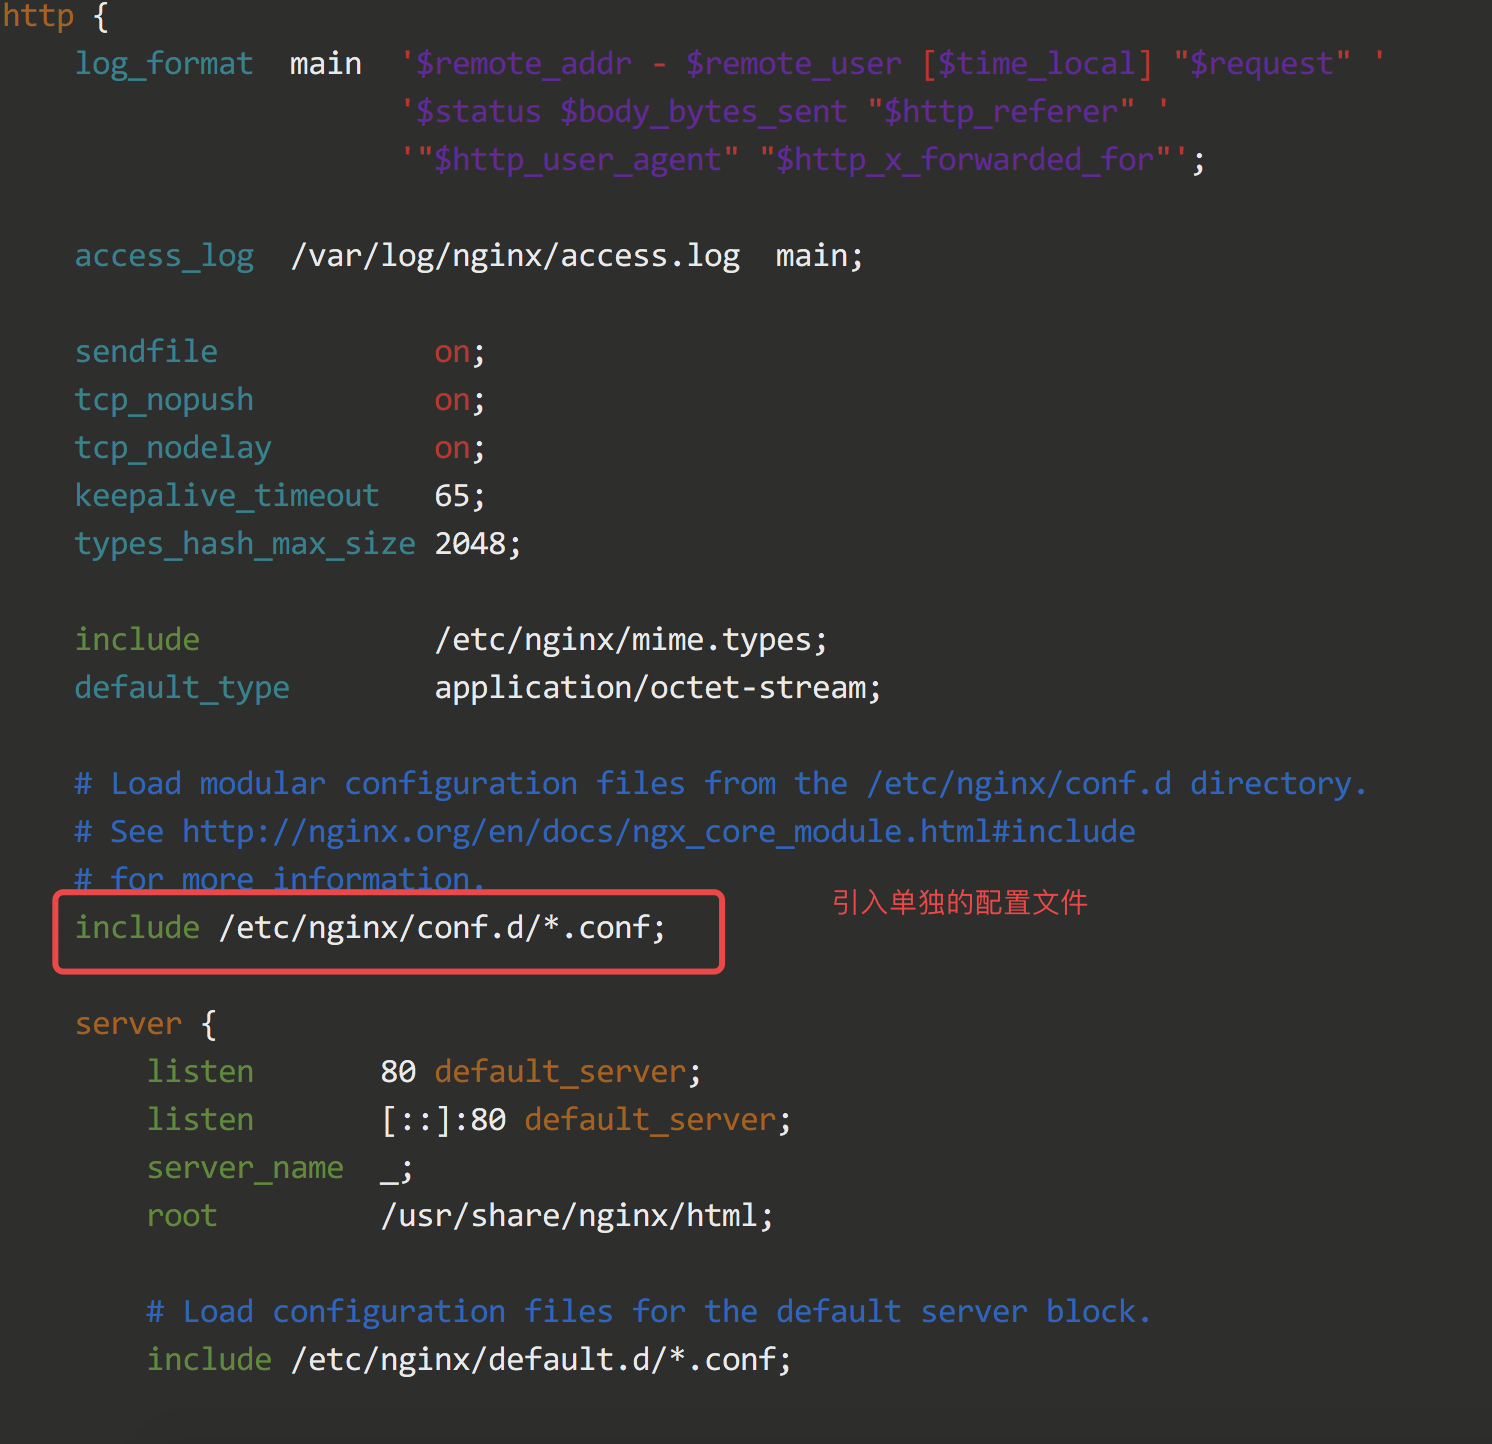 http {
    log_format  main  '$remote_addr - $remote_user [$time_local] "$request" '
                      '$status $body_bytes_sent "$http_referer" '
                      '"$http_user_agent" "$http_x_forwarded_for"';

    access_log  /var/log/nginx/access.log  main;

    sendfile            on;
    tcp_nopush          on;
    tcp_nodelay         on;
    keepalive_timeout   65;
    types_hash_max_size 2048;

    include             /etc/nginx/mime.types;
    default_type        application/octet-stream;

    # Load modular configuration files from the /etc/nginx/conf.d directory.
    # See http://nginx.org/en/docs/ngx_core_module.html#include
    # for more information.
引入单独的配置文件
    include /etc/nginx/conf.d/*.conf;

    server {
        listen       80 default_server;
        listen       [::]:80 default_server;
        server_name  _;
        root         /usr/share/nginx/html;

        # Load configuration files for the default server block.
        include /etc/nginx/default.d/*.conf;